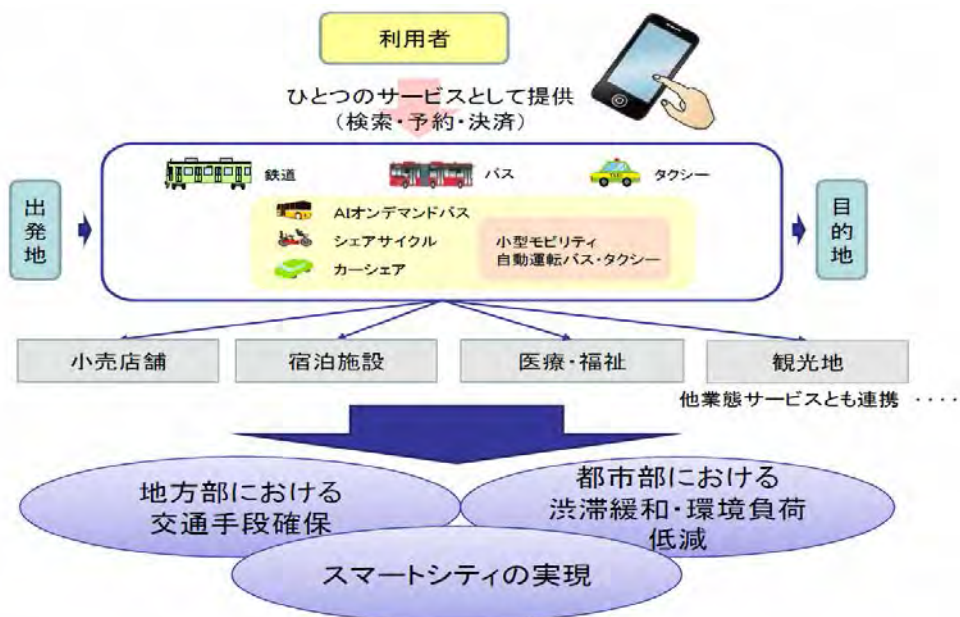 利用者
ひとつのサービスとして提供
（検索・予約・決済）
鉄道
バス
タクシー
TAXI
出発地
目的地
AIオンデマンドバス
シェアサイクル
カーシェア
小型モビリティ
自動運転バス・タクシー
小売店舗
宿泊施設
医療・福祉
観光地
他業態サービスとも連携 ････
地方部における
交通手段確保
都市部における
渋滞緩和・環境負荷
低減
スマートシティの実現